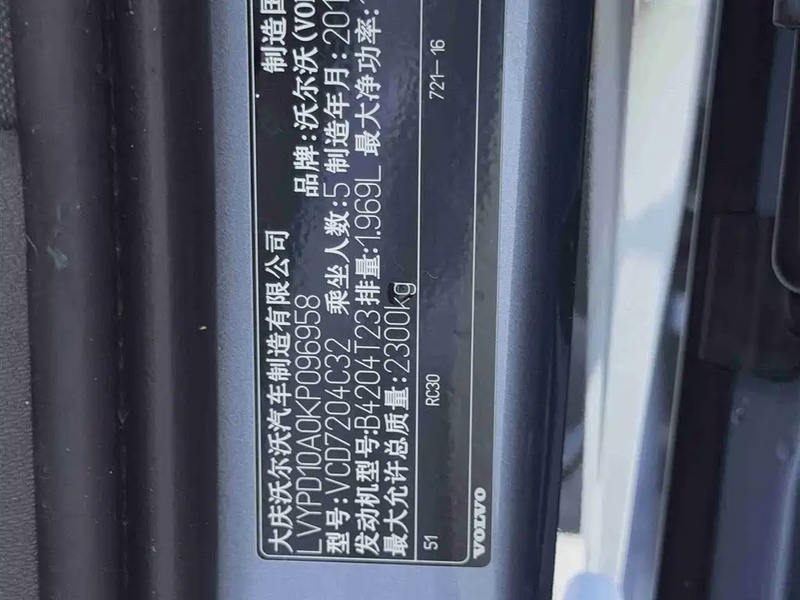 大庆沃尔沃汽车制造有限公司 制造国
LVYPD10A0KP096958 品牌:沃尔沃(VO
型号:VCD7204C32 乘坐人数:5 制造年月:201
发动机型号:B4204T23 排量:1.969L 最大净功率:
最大允许总质量:2300kg
51 RC30 721-16
VOLVO